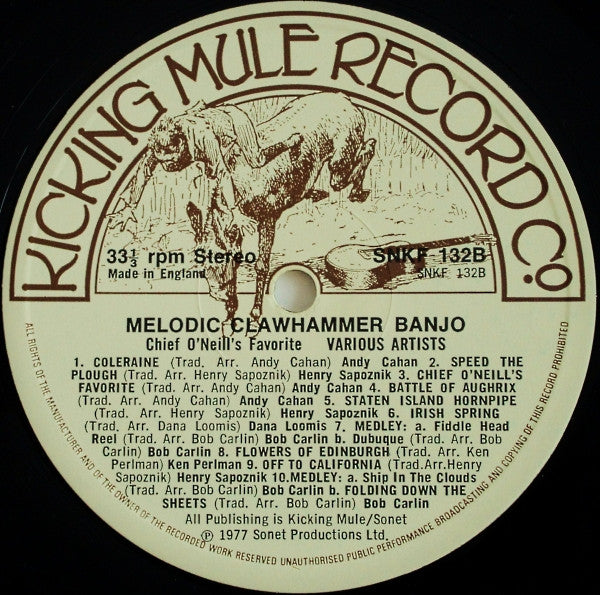 KICKING MULE RECORD Co.
33 1/3 rpm Stereo
Made in England
SNKF 132B
SNKF 132B
MELODIC CLAWHAMMER BANJO
Chief O'Neill's Favorite VARIOUS ARTISTS
1. COLERAINE (Trad. Arr. Andy Cahan) Andy Cahan 2. SPEED THE
PLOUGH (Trad. Arr. Henry Sapoznik) Henry Sapoznik 3. CHIEF O'NEILL'S
FAVORITE (Trad. Arr. Andy Cahan) Andy Cahan 4. BATTLE OF AUGHRIX
(Trad. Arr. Andy Cahan) Andy Cahan 5. STATEN ISLAND HORNPIPE
(Trad. Arr. Henry Sapoznik) Henry Sapoznik 6. IRISH SPRING
(Trad. Arr. Dana Loomis) Dana Loomis 7. MEDLEY: a. Fiddle Head
Reel (Trad. Arr. Bob Carlin) Bob Carlin b. Dubuque (Trad. Arr. Bob
Carlin) Bob Carlin 8. FLOWERS OF EDINBURGH (Trad. Arr. Ken
Perlman) Ken Perlman 9. OFF TO CALIFORNIA (Trad.Arr.Henry
Sapoznik) Henry Sapoznik 10.MEDLEY: a. Ship In The Clouds
(Trad. Arr. Bob Carlin) Bob Carlin b. FOLDING DOWN THE
SHEETS (Trad. Arr. Bob Carlin) Bob Carlin
All Publishing is Kicking Mule/Sonet
℗ 1977 Sonet Productions Ltd.
ALL RIGHTS OF THE MANUFACTURER AND OF THE OWNER OF THE RECORDED WORK RESERVED UNAUTHORISED PUBLIC PERFORMANCE BROADCASTING AND COPYING OF THIS RECORD PROHIBITED